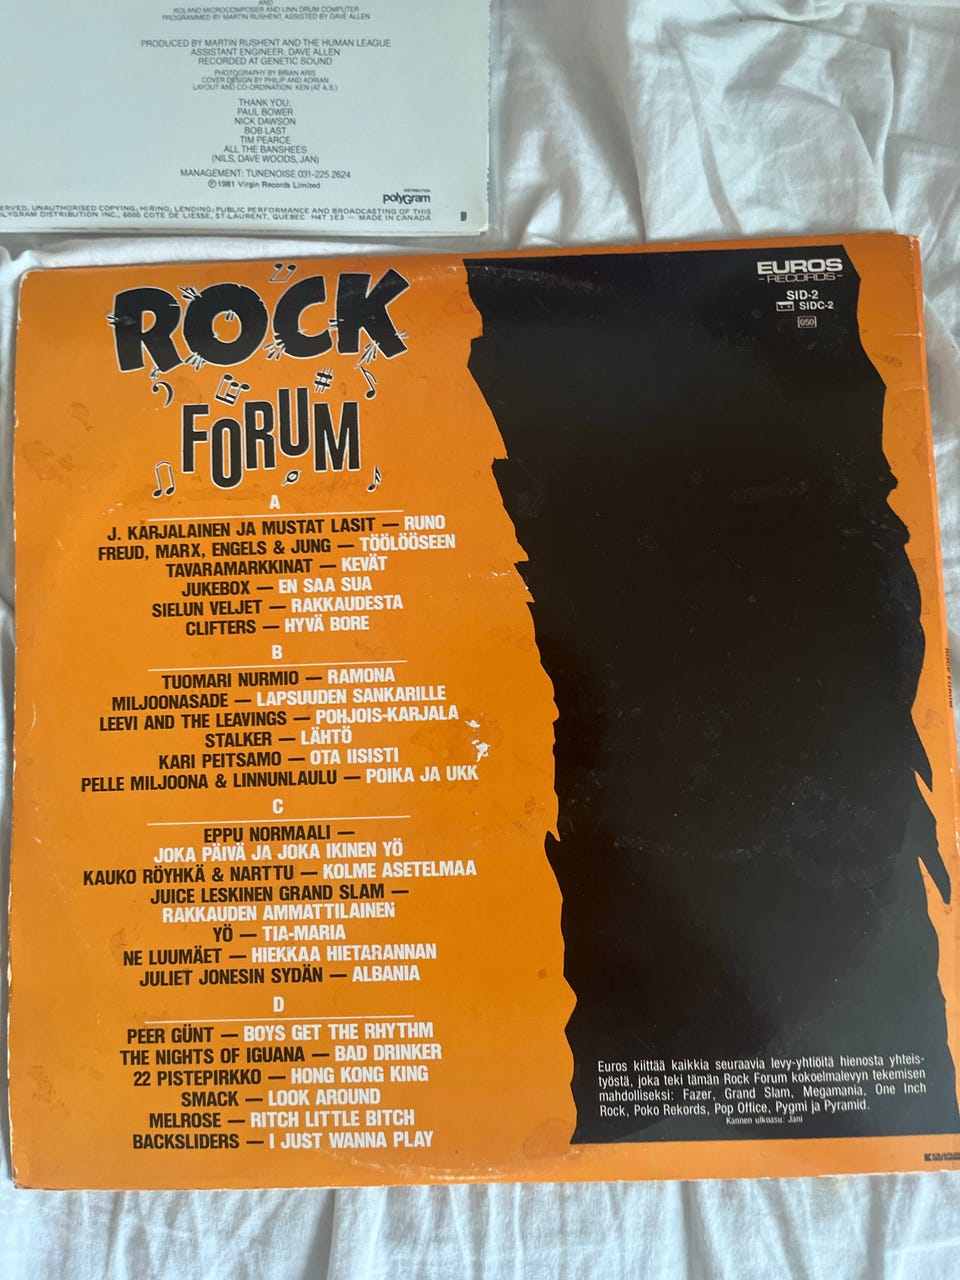 AND
ROLAND MICROCOMPOSER AND LINN DRUM COMPUTER
PROGRAMMED BY MARTIN RUSHENT, ASSISTED BY DAVE ALLEN
PRODUCED BY MARTIN RUSHENT AND THE HUMAN LEAGUE
ASSISTANT ENGINEER: DAVE ALLEN
RECORDED AT GENETIC SOUND
PHOTOGRAPHY BY BRIAN ARIS
COVER DESIGN BY PHILIP AND ADRIAN
LAYOUT AND CO-ORDINATION: KEN (AT A.S.)
THANK YOU:
PAUL BOWER
NICK DAWSON
BOB LAST
TIM PEARCE
ALL THE BANSHEES
(NILS, DAVE WOODS, JAN)
MANAGEMENT: TUNENOISE 031-225 2624
Ⓟ1981 Virgin Records Limited
DISTRIBUTION
polyGram
ERVED. UNAUTHORISED COPYING; HIRING; LENDING; PUBLIC PERFORMANCE AND BROADCASTING OF THIS
LYGRAM DISTRIBUTION INC., 6000 COTE DE LIESSE, ST-LAURENT, QUEBEC H4T 1E3 — MADE IN CANADA
ROCK
FORUM
EUROS
-RECORDS-
SID-2
SIDC-2
050
A
J. KARJALAINEN JA MUSTAT LASIT — RUNO
FREUD, MARX, ENGELS & JUNG — TÖÖLÖÖSEEN
TAVARAMARKKINAT — KEVÄT
JUKEBOX — EN SAA SUA
SIELUN VELJET — RAKKAUDESTA
CLIFTERS — HYVÄ BORE
B
TUOMARI NURMIO — RAMONA
MILJOONASADE — LAPSUUDEN SANKARILLE
LEEVI AND THE LEAVINGS — POHJOIS-KARJALA
STALKER — LÄHTÖ
KARI PEITSAMO — OTA IISISTI
PELLE MILJOONA & LINNUNLAULU — POIKA JA UKK
C
EPPU NORMAALI —
JOKA PÄIVÄ JA JOKA IKINEN YÖ
KAUKO RÖYHKÄ & NARTTU — KOLME ASETELMAA
JUICE LESKINEN GRAND SLAM —
RAKKAUDEN AMMATTILAINEN
YÖ — TIA-MARIA
NE LUUMÄET — HIEKKAA HIETARANNAN
JULIET JONESIN SYDÄN — ALBANIA
D
PEER GÜNT — BOYS GET THE RHYTHM
THE NIGHTS OF IGUANA — BAD DRINKER
22 PISTEPIRKKO — HONG KONG KING
SMACK — LOOK AROUND
MELROSE — RITCH LITTLE BITCH
BACKSLIDERS — I JUST WANNA PLAY
Euros kiittää kaikkia seuraavia levy-yhtiöitä hienosta yhteis-
työstä, joka teki tämän Rock Forum kokoelmalevyn tekemisen
mahdolliseksi: Fazer, Grand Slam, Megamania, One Inch
Rock, Poko Rekords, Pop Office, Pygmi ja Pyramid.
Kannen ulkoasu: Jani
ROCK FORUM